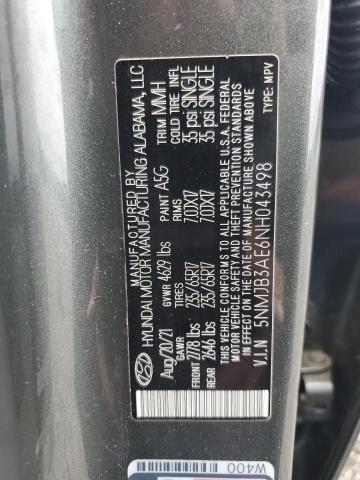 MANUFACTURED BY
HYUNDAI MOTOR MANUFACTURING ALABAMA, LLC
Aug/20/21 GVWR 4629 lbs PAINT A5G TRIM MMH
GAWR TIRES RIMS COLD TIRE INFL
FRONT 2778 lbs 235/65R17 7.0JX17 35 psi SINGLE
REAR 2646 lbs 235/65R17 7.0JX17 35 psi SINGLE
THIS VEHICLE CONFORMS TO ALL APPLICABLE U.S.A. FEDERAL
MOTOR VEHICLE SAFETY, BUMPER, AND THEFT PREVENTION STANDARDS
IN EFFECT ON THE DATE OF MANUFACTURE SHOWN ABOVE.
V.I.N 5NMJB3AE6NH043498 TYPE: MPV
W400